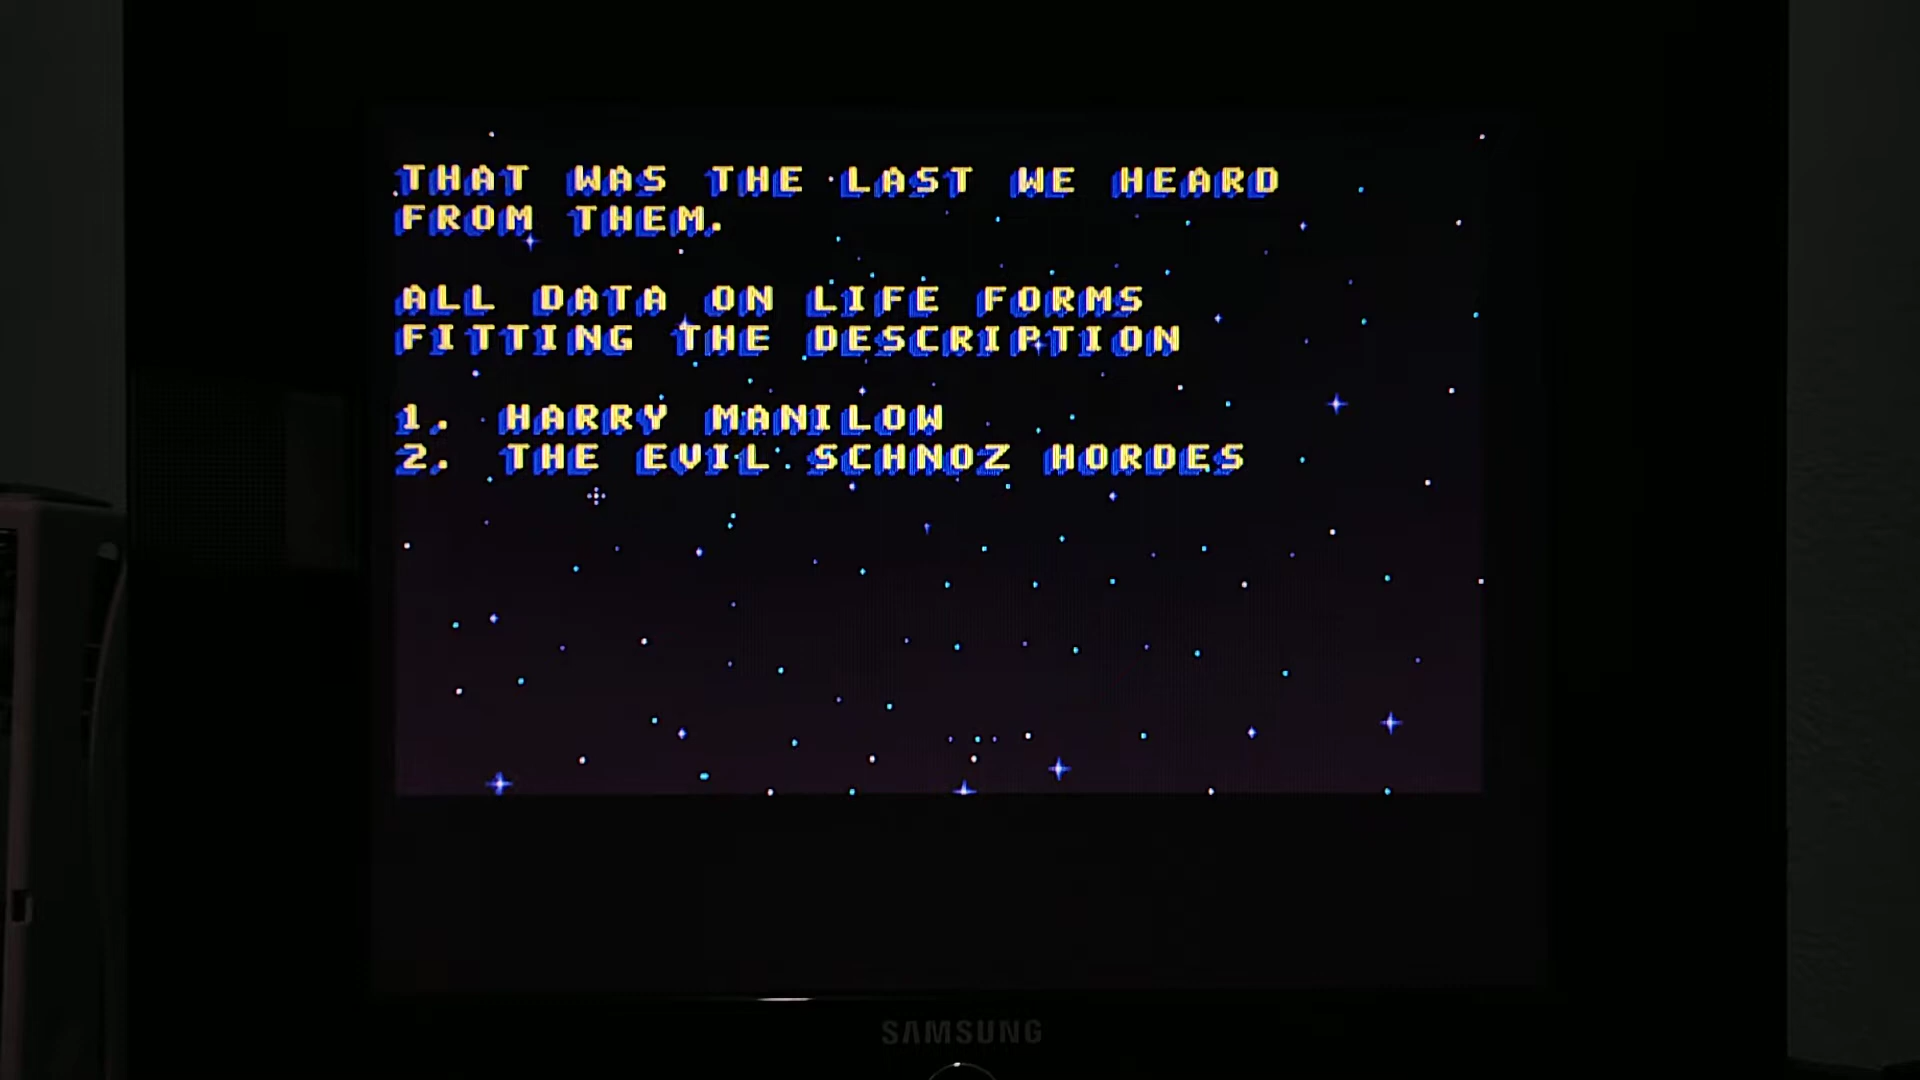 THAT WAS THE LAST WE HEARD
FROM THEM.
ALL DATA ON LIFE FORMS
FITTING THE DESCRIPTION
1. HARRY MANILOW
2. THE EVIL SCHNOZ HORDES
SAMSUNG